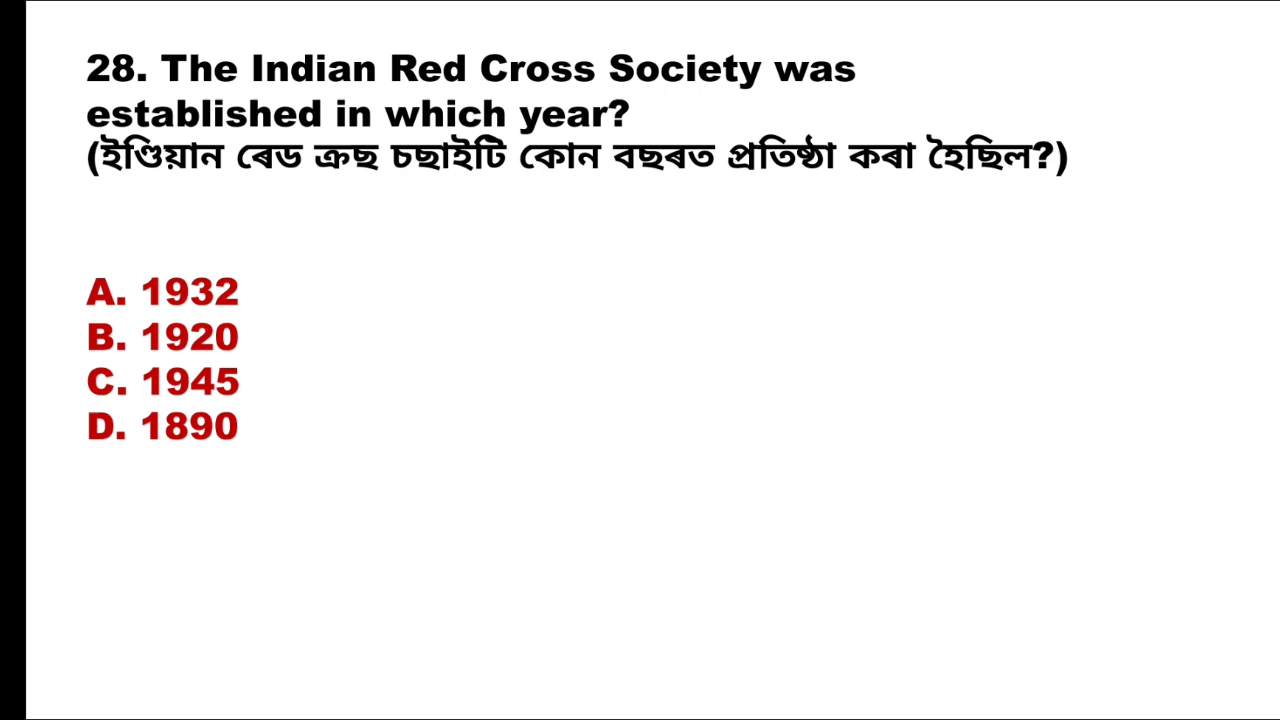 28. The Indian Red Cross Society was
established in which year?
(ইণ্ডিয়ান ৰেড ক্ৰছ চছাইটি কোন বছৰত প্ৰতিষ্ঠা কৰা হৈছিল?)
A. 1932
B. 1920
C. 1945
D. 1890